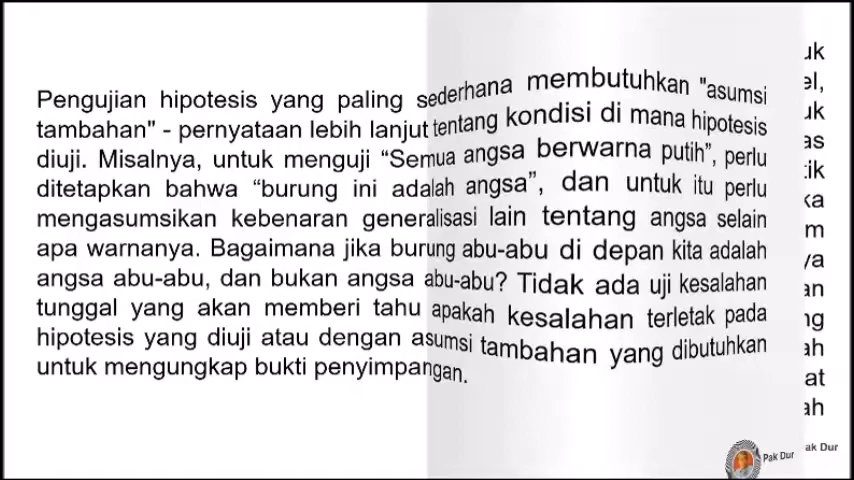 Pengujian hipotesis yang paling sederhana membutuhkan "asumsi
tambahan" - pernyataan lebih lanjut tentang kondisi di mana hipotesis
diuji. Misalnya, untuk menguji “Semua angsa berwarna putih”, perlu
ditetapkan bahwa “burung ini adalah angsa”, dan untuk itu perlu
mengasumsikan kebenaran generalisasi lain tentang angsa selain
apa warnanya. Bagaimana jika burung abu-abu di depan kita adalah
angsa abu-abu, dan bukan angsa abu-abu? Tidak ada uji kesalahan
tunggal yang akan memberi tahu apakah kesalahan terletak pada
hipotesis yang diuji atau dengan asumsi tambahan yang dibutuhkan
untuk mengungkap bukti penyimpangan.
Pak Dur
ak Dur